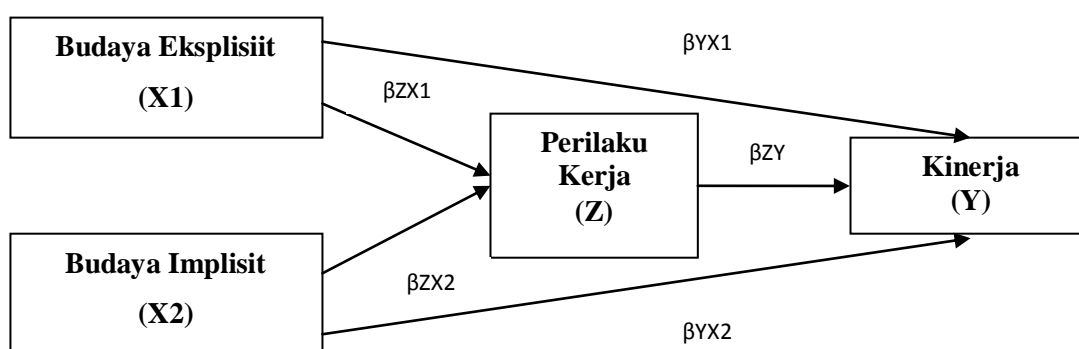 Budaya Eksplisiit
(X1)
βYX1
βZX1
Perilaku
Kerja
(Z)
βZY
Kinerja
(Y)
Budaya Implisit
(X2)
βZX2
βYX2